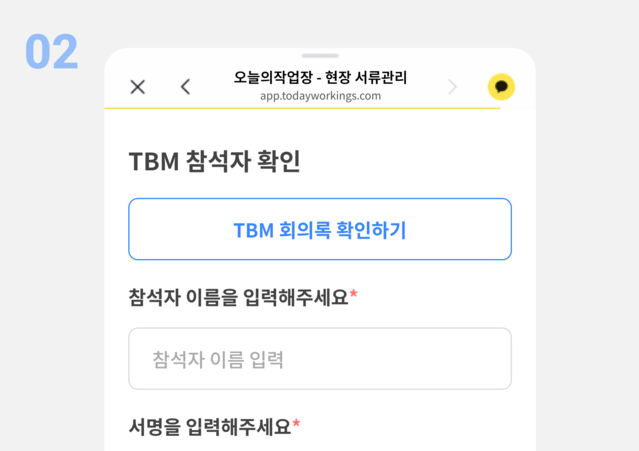 02
오늘의작업장 - 현장 서류관리
app.todayworkings.com
TBM 참석자 확인
TBM 회의록 확인하기
참석자 이름을 입력해주세요*
참석자 이름 입력
서명을 입력해주세요*